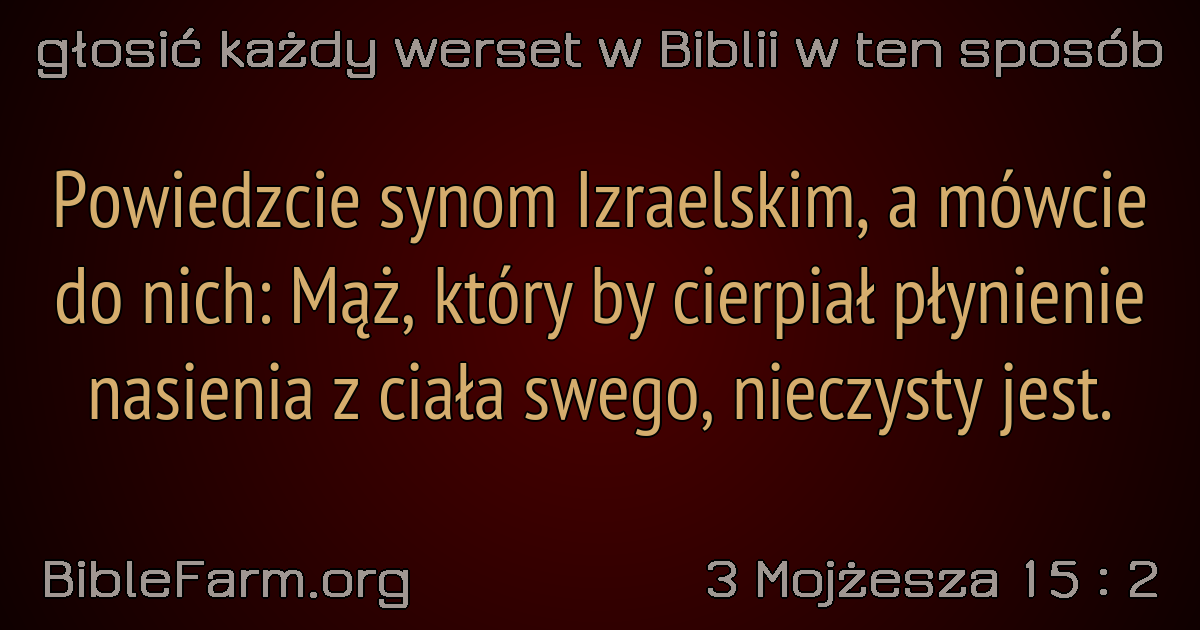 głosić każdy werset w Biblii w ten sposób
Powiedzcie synom Izraelskim, a mówcie
do nich: Mąż, który by cierpiał płynienie
nasienia z ciała swego, nieczysty jest.
BibleFarm.org
3 Mojżesza 15 : 2